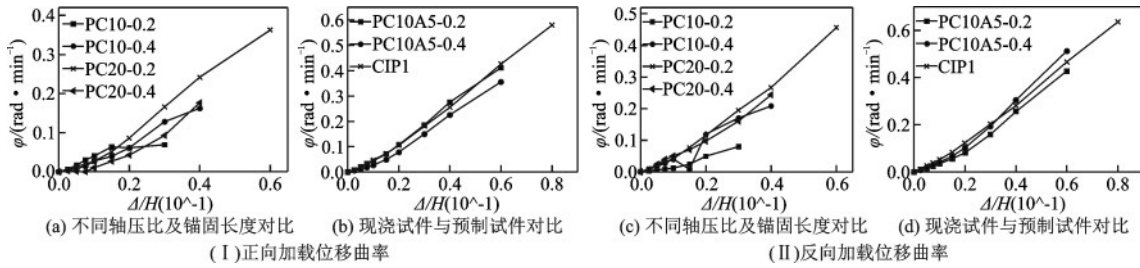 φ/(rad • min⁻¹)
0.4
0.3
0.2
0.1
0.0
PC10-0.2
PC10-0.4
PC20-0.2
PC20-0.4
0.0 0.2 0.4 0.6
Δ/H(10^-1)
(a) 不同轴压比及锚固长度对比
φ/(rad • min⁻¹)
0.6
0.5
0.4
0.3
0.2
0.1
0.0
PC10A5-0.2
PC10A5-0.4
CIP1
0.0 0.2 0.4 0.6 0.8
Δ/H(10^-1)
(b) 现浇试件与预制试件对比
(Ⅰ)正向加载位移曲率
φ/(rad • min⁻¹)
0.5
0.4
0.3
0.2
0.1
0.0
PC10-0.2
PC10-0.4
PC20-0.2
PC20-0.4
0.0 0.2 0.4 0.6
Δ/H(10^-1)
(c) 不同轴压比及锚固长度对比
φ/(rad • min⁻¹)
0.6
0.5
0.4
0.3
0.2
0.1
0.0
PC10A5-0.2
PC10A5-0.4
CIP1
0.0 0.2 0.4 0.6 0.8
Δ/H(10^-1)
(d) 现浇试件与预制试件对比
(Ⅱ)反向加载位移曲率